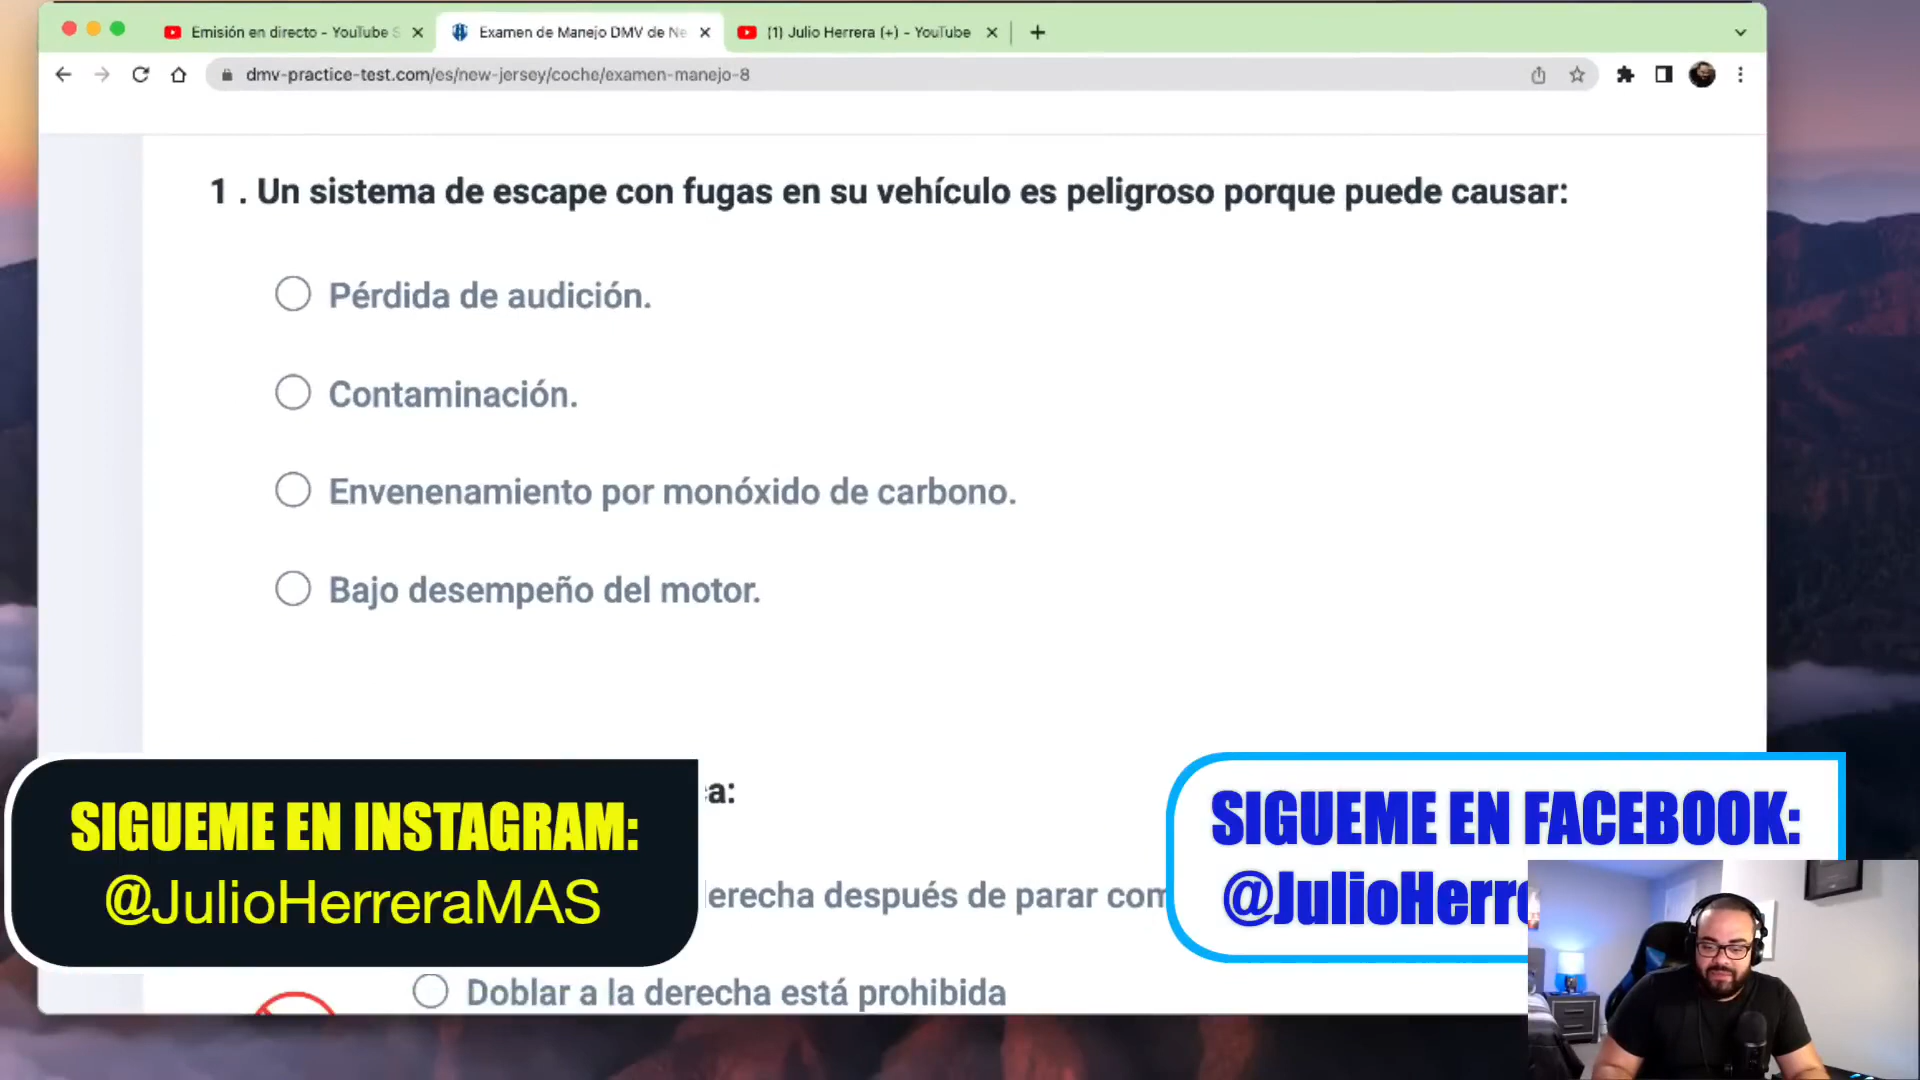 Emisión en directo - YouTube S
Examen de Manejo DMV de Ne
(1) Julio Herrera (+) - YouTube
dmv-practice-test.com/es/new-jersey/coche/examen-manejo-8
1 . Un sistema de escape con fugas en su vehículo es peligroso porque puede causar:
Pérdida de audición.
Contaminación.
Envenenamiento por monóxido de carbono.
Bajo desempeño del motor.
a:
SIGUEME EN INSTAGRAM:
@JulioHerreraMAS
SIGUEME EN FACEBOOK:
@JulioHerre
erecha después de parar com
Doblar a la derecha está prohibida